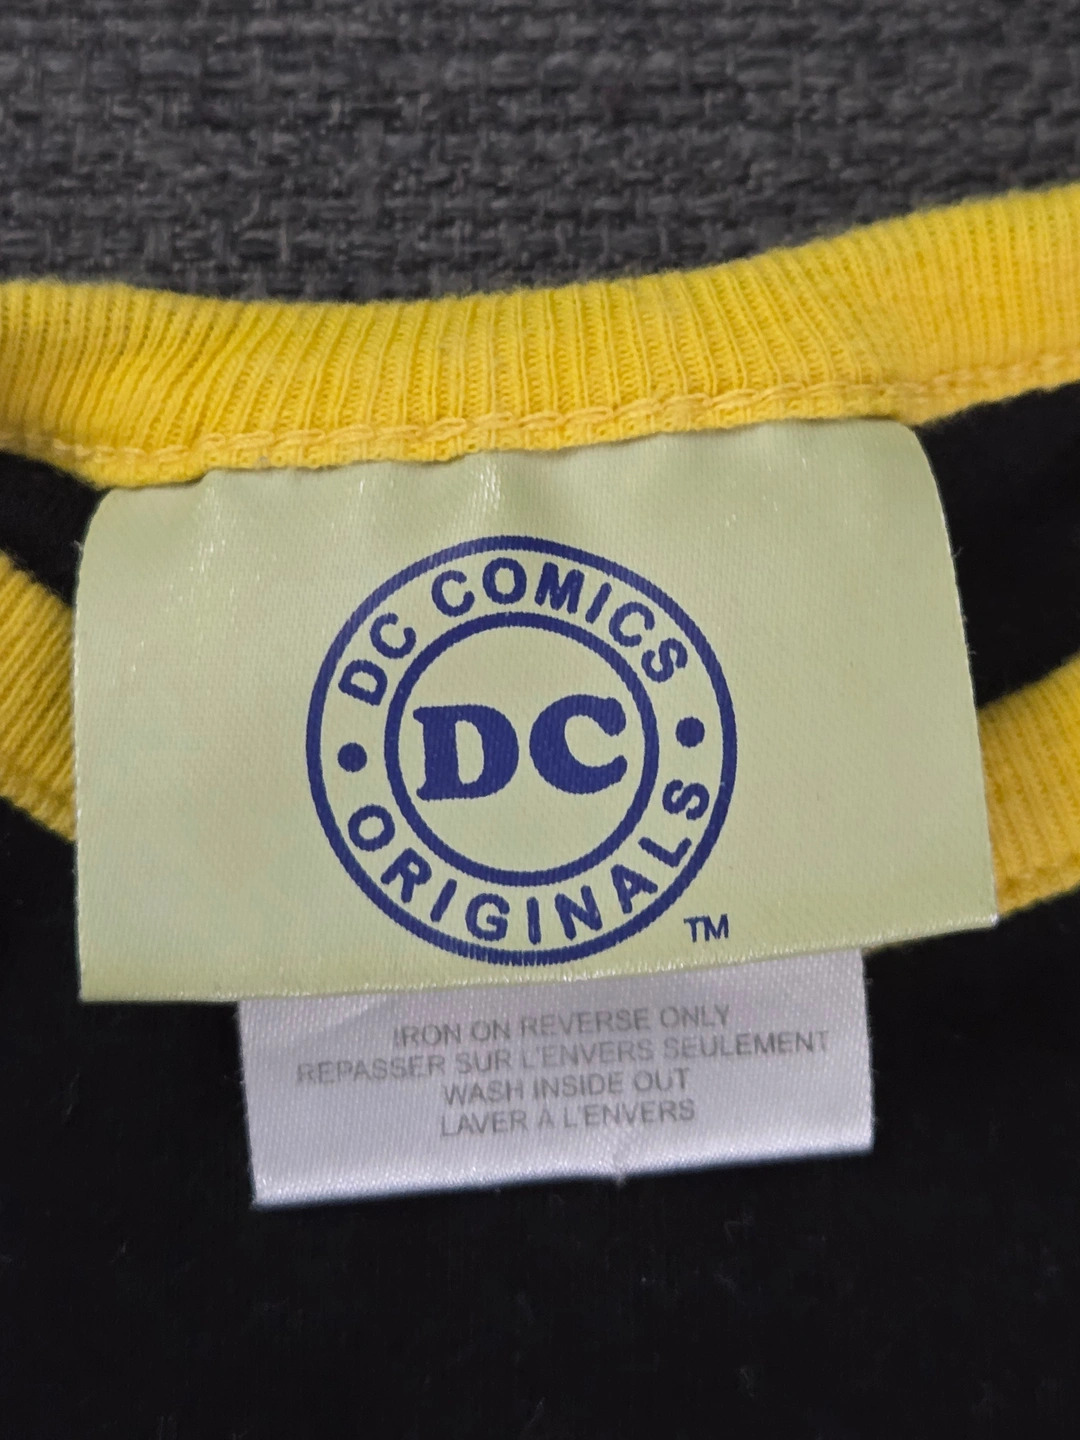 DC COMICS
DC
ORIGINALS
TM
IRON ON REVERSE ONLY
REPASSER SUR L'ENVERS SEULEMENT
WASH INSIDE OUT
LAVER À L'ENVERS